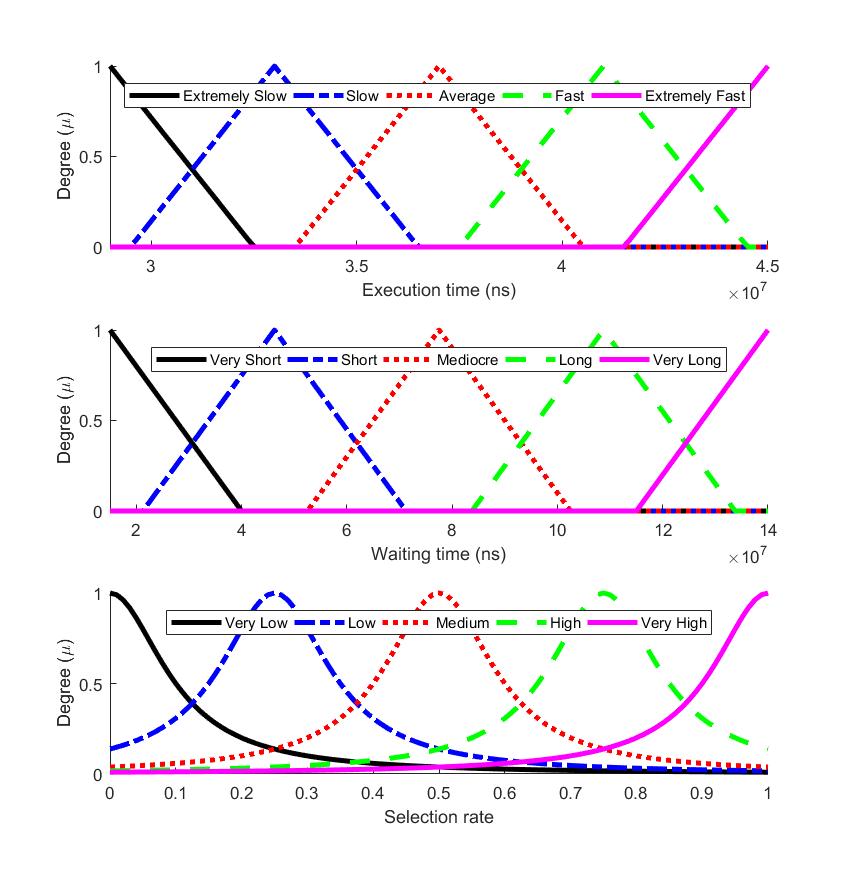 1
Extremely Slow Slow Average Fast Extremely Fast
Degree (μ)
0.5
0
3 3.5 4 4.5
Execution time (ns)
×10^7
1
Very Short Short Mediocre Long Very Long
Degree (μ)
0.5
0
2 4 6 8 10 12 14
Waiting time (ns)
×10^7
1
Very Low Low Medium High Very High
Degree (μ)
0.5
0
0 0.1 0.2 0.3 0.4 0.5 0.6 0.7 0.8 0.9 1
Selection rate